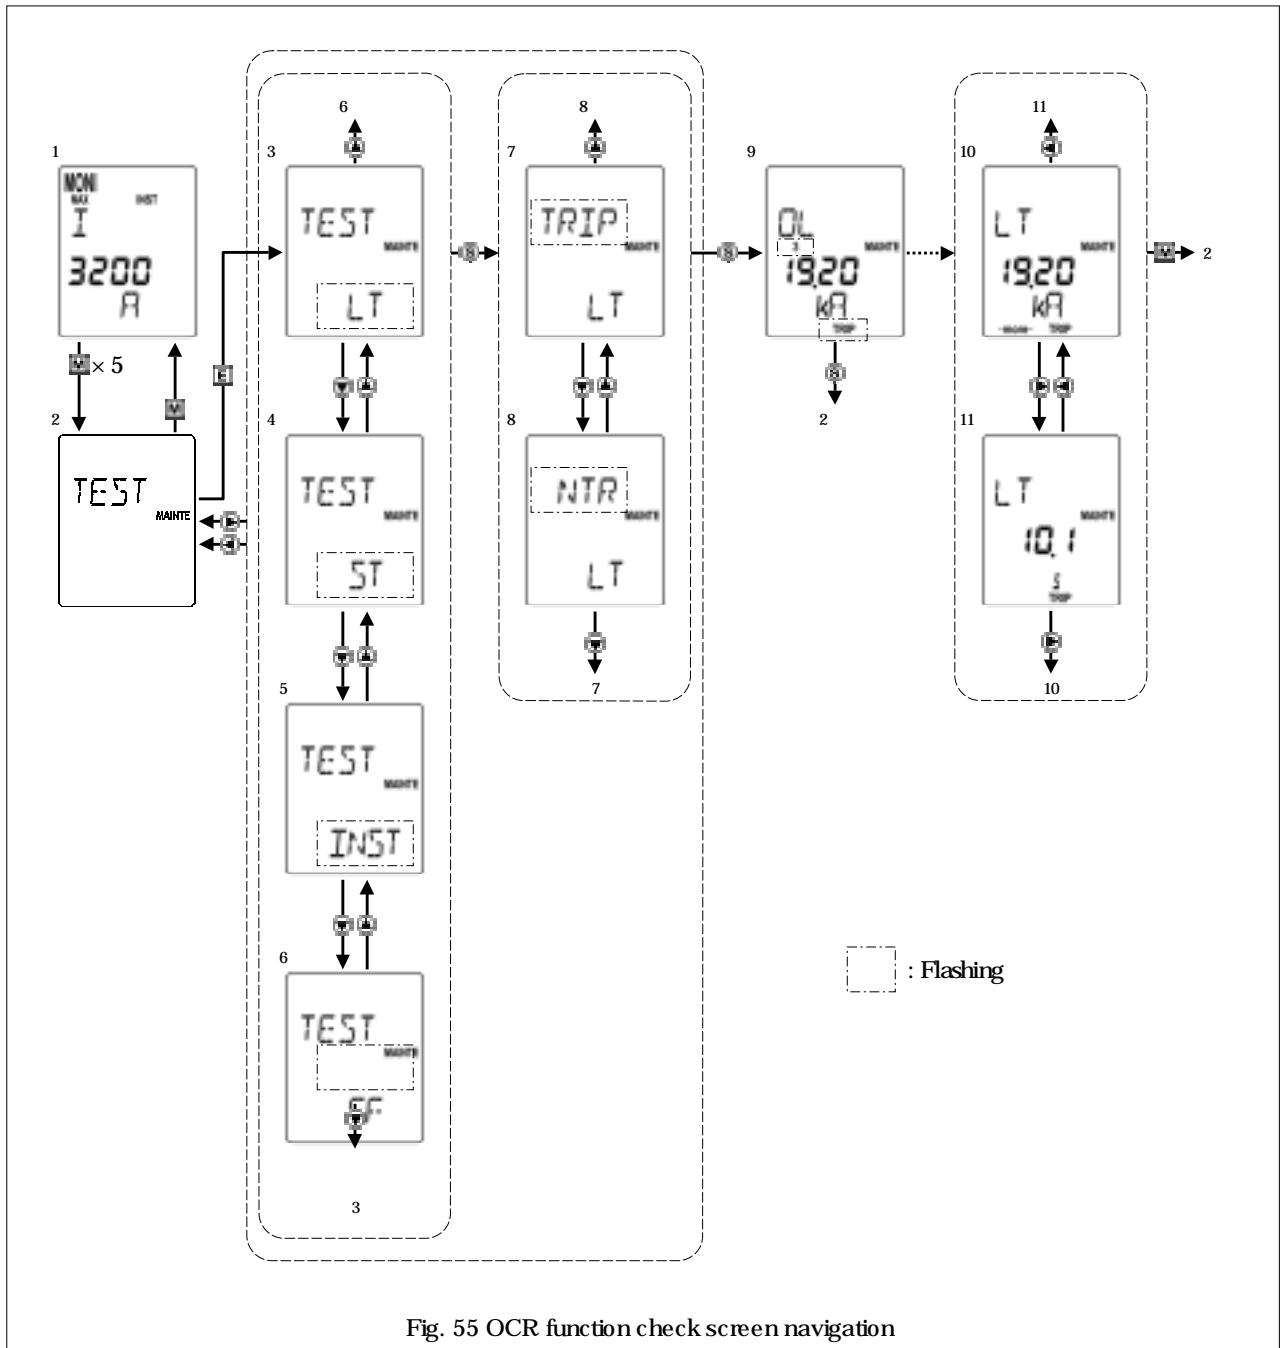 6
8
11
1
3
7
9
10
MONI
MAX
INST
I
3200
A
TEST
MAINTE
LT
S
TRIP
MAINTE
LT
S
OL
3
MAINTE
19.20
kA
TRIP
LT
MAINTE
19.20
kA
TRIP
M
2
M × 5
M
E
S
2
2
TEST
MAINTE
4
TEST
MAINTE
ST
8
NTR
MAINTE
LT
7
11
LT
MAINTE
10.1
S
TRIP
10
5
TEST
MAINTE
INST
6
TEST
MAINTE
3
: Flashing
Fig. 55 OCR function check screen navigation